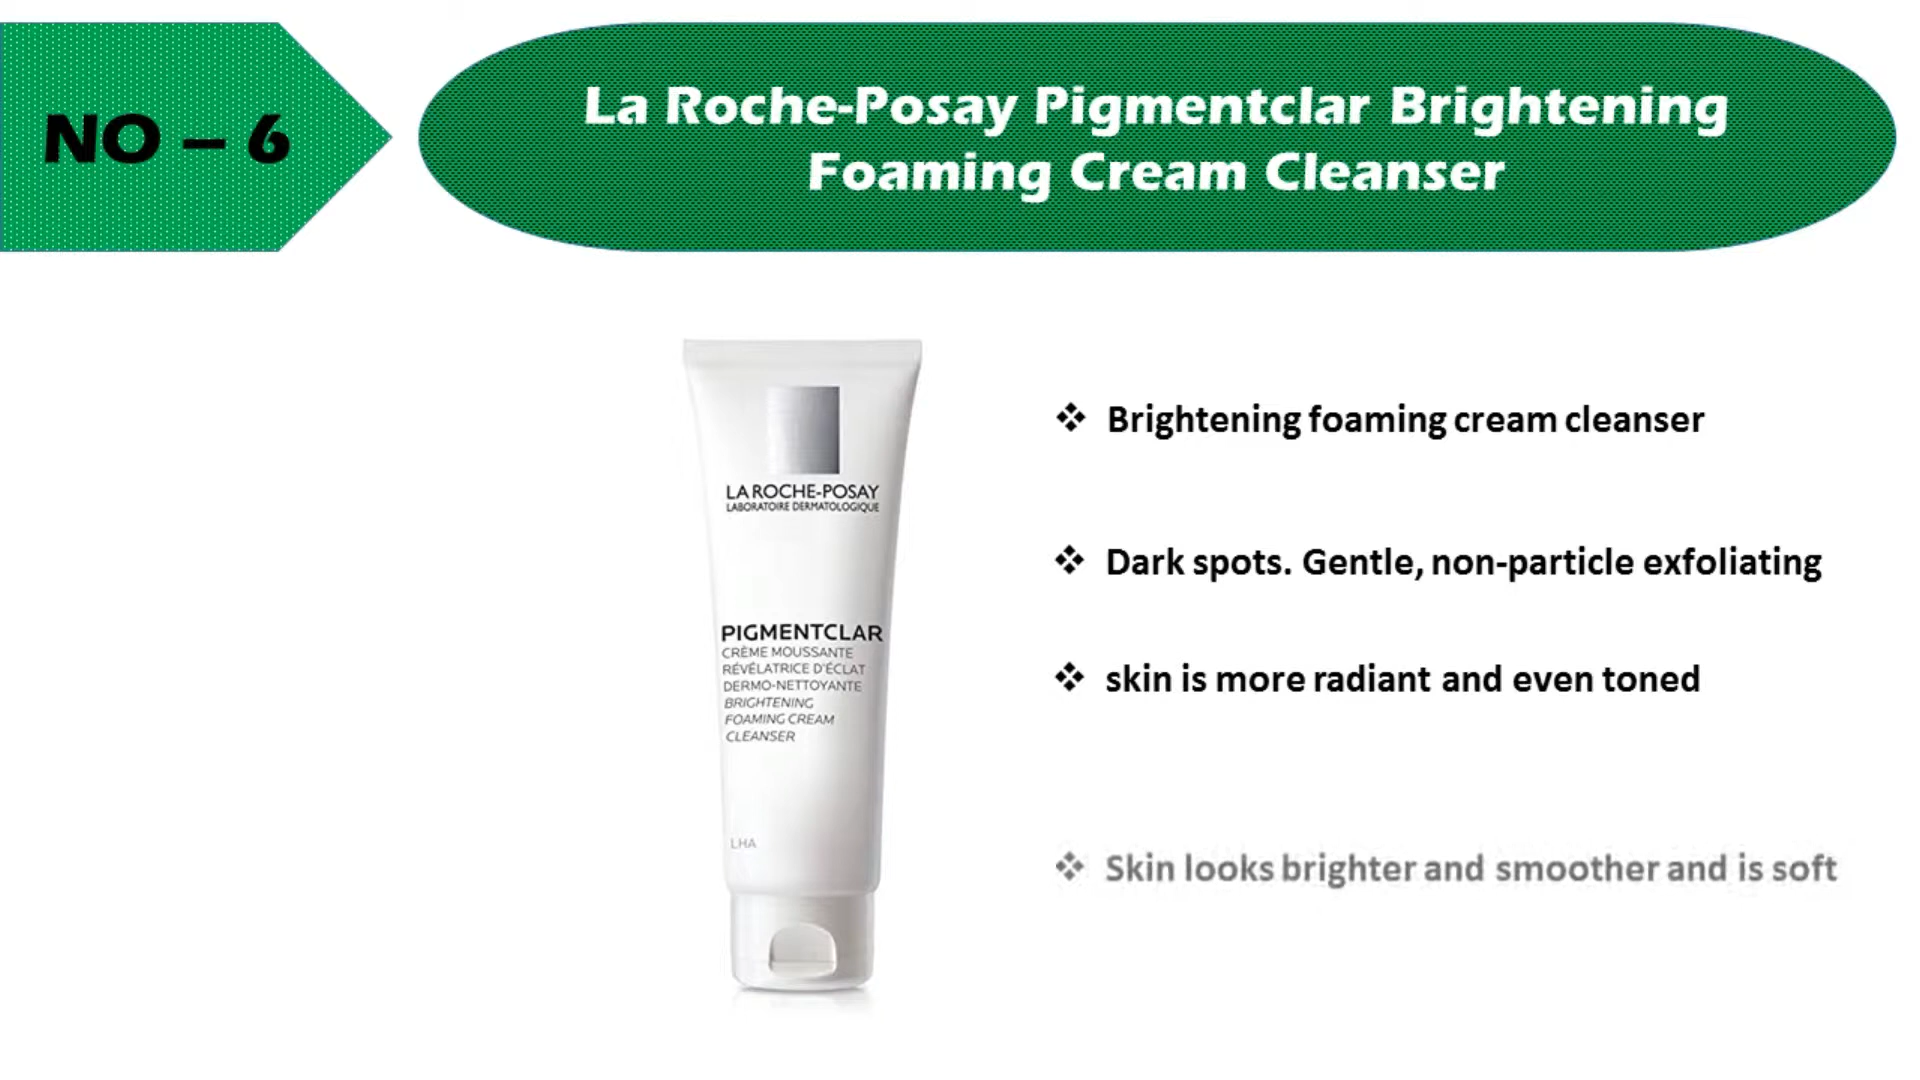 NO – 6
La Roche-Posay Pigmentclar Brightening
Foaming Cream Cleanser
LA ROCHE-POSAY
LABORATOIRE DERMATOLOGIQUE
PIGMENTCLAR
CRÈME MOUSSANTE
RÉVÉLATRICE D'ÉCLAT
DERMO-NETTOYANTE
BRIGHTENING
FOAMING CREAM
CLEANSER
LHA
❖ Brightening foaming cream cleanser
❖ Dark spots. Gentle, non-particle exfoliating
❖ skin is more radiant and even toned
❖ Skin looks brighter and smoother and is soft